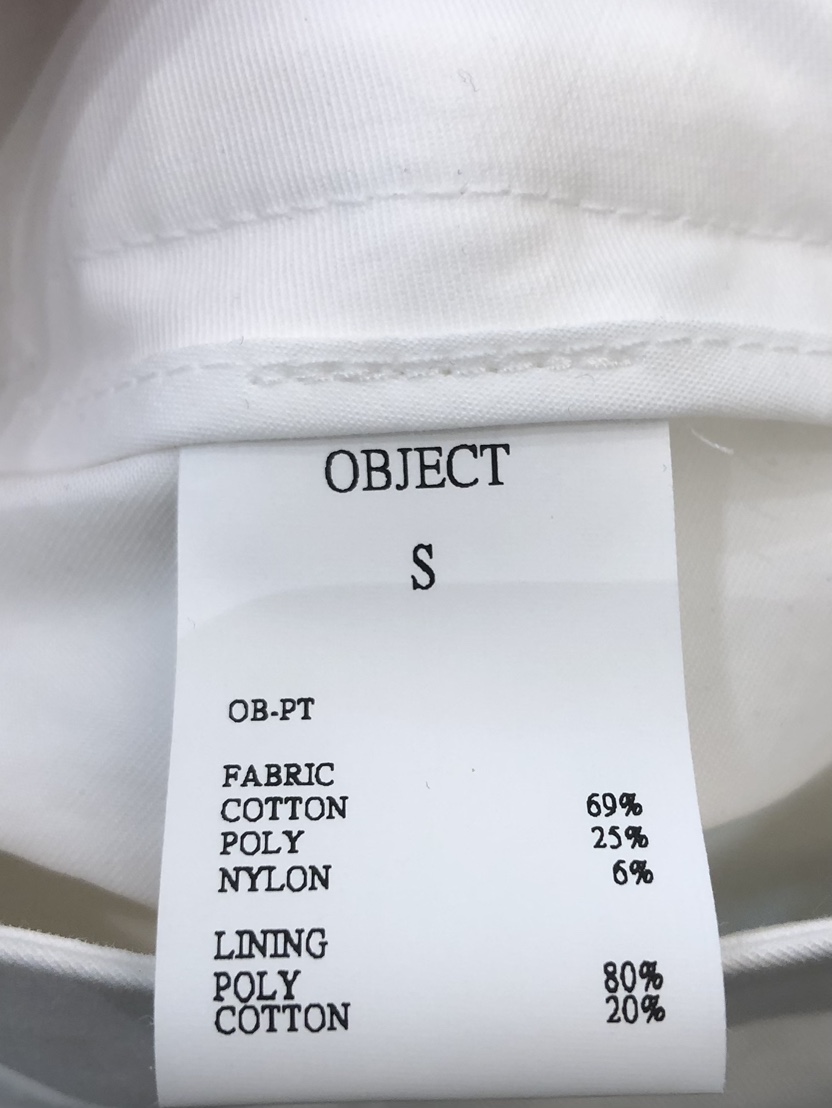 OBJECT
S
OB-PT
FABRIC
COTTON 69%
POLY 25%
NYLON 6%
LINING
POLY 80%
COTTON 20%